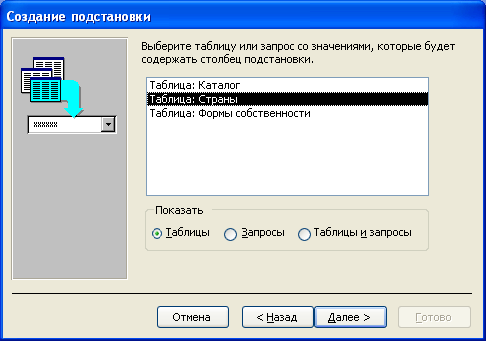 Создание подстановки
Выберите таблицу или запрос со значениями, которые будет
содержать столбец подстановки.
Таблица: Каталог
Таблица: Страны
Таблица: Формы собственности
xxxxxx
Показать
Таблицы
Запросы
Таблицы и запросы
Отмена
< Назад
Далее >
Готово